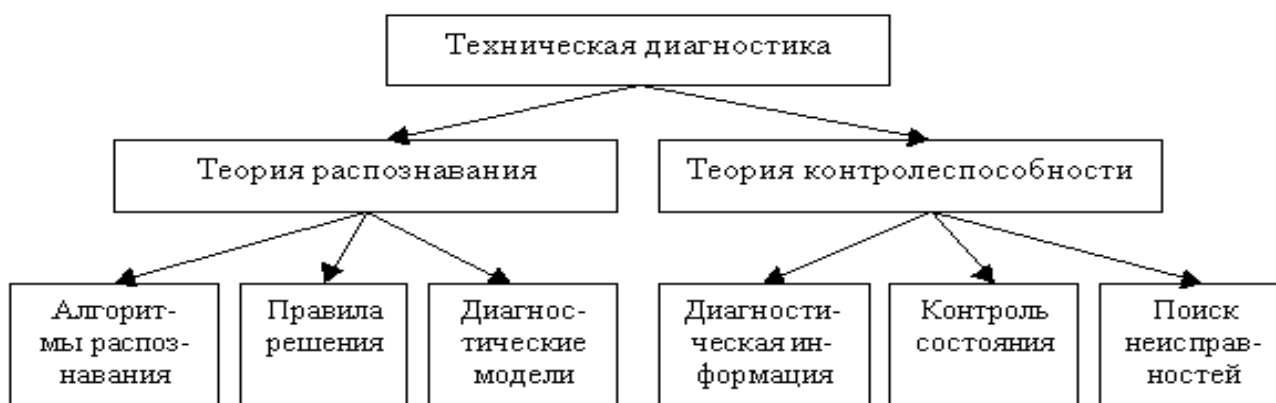 Техническая диагностика
Теория распознавания
Теория контролеспособности
Алгорит-
мы распоз-
навания
Правила
решения
Диагнос-
тические
модели
Диагности-
ческая ин-
формация
Контроль
состояния
Поиск
неисправ-
ностей